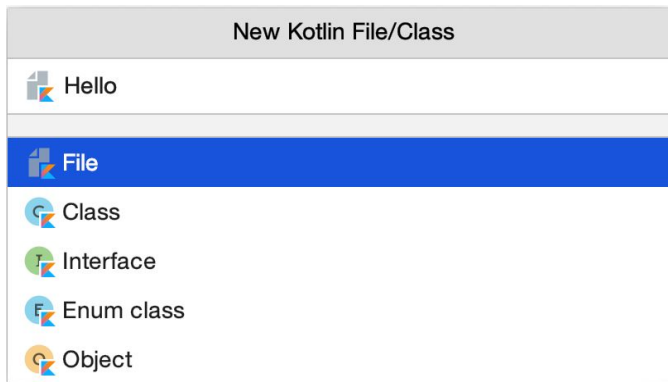 New Kotlin File/Class
Hello
File
C Class
I Interface
E Enum class
O Object